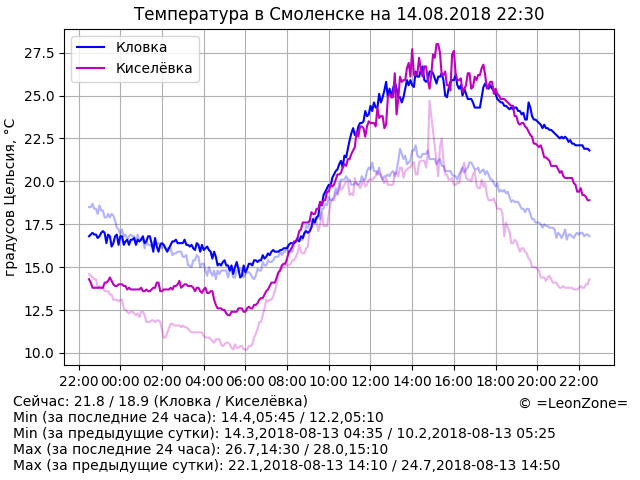 Температура в Смоленске на 14.08.2018 22:30
Кловка
Киселёвка
градусов Цельсия, °C
27.5
25.0
22.5
20.0
17.5
15.0
12.5
10.0
22:00 00:00 02:00 04:00 06:00 08:00 10:00 12:00 14:00 16:00 18:00 20:00 22:00
Сейчас: 21.8 / 18.9 (Кловка / Киселёвка)
© =LeonZone=
Min (за последние 24 часа): 14.4,05:45 / 12.2,05:10
Min (за предыдущие сутки): 14.3,2018-08-13 04:35 / 10.2,2018-08-13 05:25
Max (за последние 24 часа): 26.7,14:30 / 28.0,15:10
Max (за предыдущие сутки): 22.1,2018-08-13 14:10 / 24.7,2018-08-13 14:50